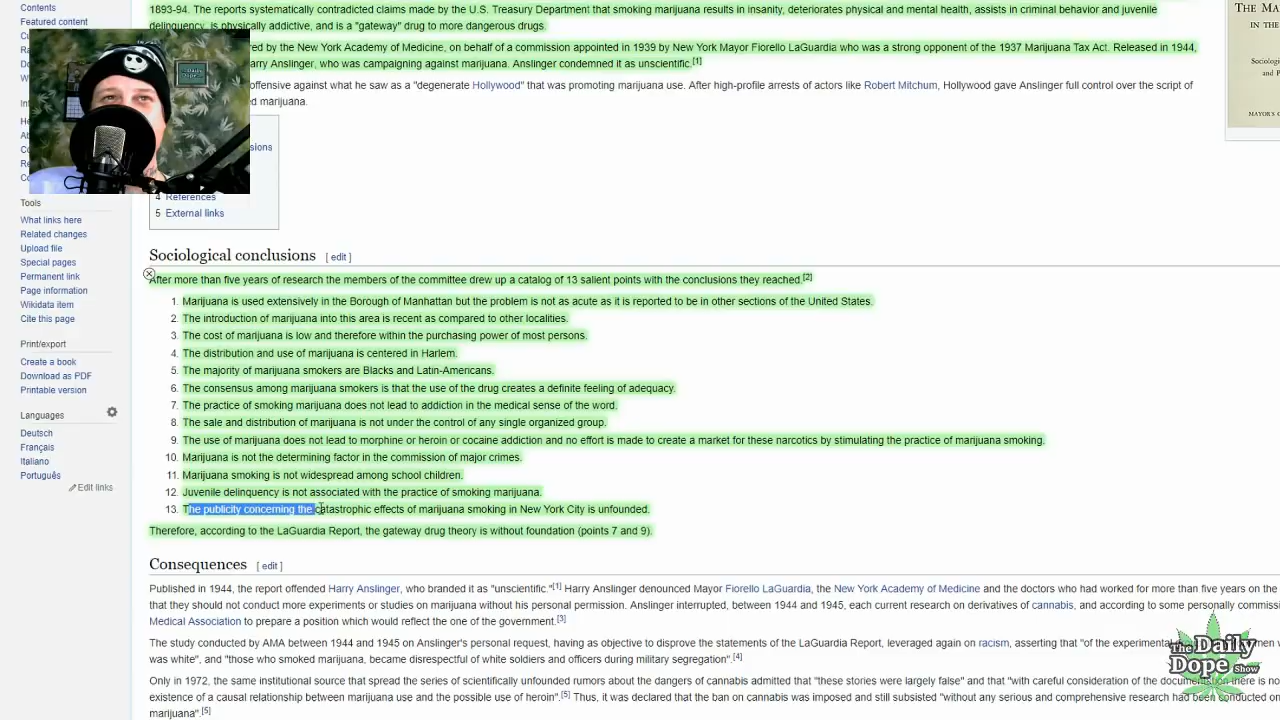 Contents
Featured content
1893-94. The reports systematically contradicted claims made by the U.S. Treasury Department that smoking marijuana results in insanity, deteriorates physical and mental health, assists in criminal behavior and juvenile
delinquency, is physically addictive, and is a "gateway" drug to more dangerous drugs.
ered by the New York Academy of Medicine, on behalf of a commission appointed in 1939 by New York Mayor Fiorello LaGuardia who was a strong opponent of the 1937 Marijuana Tax Act. Released in 1944,
arry Anslinger, who was campaigning against marijuana. Anslinger condemned it as unscientific.[1]
offensive against what he saw as a "degenerate Hollywood" that was promoting marijuana use. After high-profile arrests of actors like Robert Mitchum, Hollywood gave Anslinger full control over the script of
marijuana.
THE MA
IN THE
Sociolog
and P
MAYOR'S C
4 References
5 External links
Tools
What links here
Related changes
Upload file
Special pages
Permanent link
Page information
Wikidata item
Cite this page
Print/export
Create a book
Download as PDF
Printable version
Languages
Deutsch
Français
Italiano
Português
Edit links
Sociological conclusions [ edit ]
After more than five years of research the members of the committee drew up a catalog of 13 salient points with the conclusions they reached.[2]
1. Marijuana is used extensively in the Borough of Manhattan but the problem is not as acute as it is reported to be in other sections of the United States.
2. The introduction of marijuana into this area is recent as compared to other localities.
3. The cost of marijuana is low and therefore within the purchasing power of most persons.
4. The distribution and use of marijuana is centered in Harlem.
5. The majority of marijuana smokers are Blacks and Latin-Americans.
6. The consensus among marijuana smokers is that the use of the drug creates a definite feeling of adequacy.
7. The practice of smoking marijuana does not lead to addiction in the medical sense of the word.
8. The sale and distribution of marijuana is not under the control of any single organized group.
9. The use of marijuana does not lead to morphine or heroin or cocaine addiction and no effort is made to create a market for these narcotics by stimulating the practice of marijuana smoking.
10. Marijuana is not the determining factor in the commission of major crimes.
11. Marijuana smoking is not widespread among school children.
12. Juvenile delinquency is not associated with the practice of smoking marijuana.
13. The publicity concerning the catastrophic effects of marijuana smoking in New York City is unfounded.
Therefore, according to the LaGuardia Report, the gateway drug theory is without foundation (points 7 and 9).
Consequences [ edit ]
Published in 1944, the report offended Harry Anslinger, who branded it as "unscientific."[1] Harry Anslinger denounced Mayor Fiorello LaGuardia, the New York Academy of Medicine and the doctors who had worked for more than five years on the
that they should not conduct more experiments or studies on marijuana without his personal permission. Anslinger interrupted, between 1944 and 1945, each current research on derivatives of cannabis, and according to some personal commissi
Medical Association to prepare a position which would reflect the one of the government.[3]
The study conducted by AMA between 1944 and 1945 on Anslinger's personal request, having as objective to disprove the statements of the LaGuardia Report, leveraged again on racism, asserting that "of the experimental
was white", and "those who smoked marijuana, became disrespectful of white soldiers and officers during military segregation".[4]
Only in 1972, the same institutional source that spread the series of scientifically unfounded rumors about the dangers of cannabis admitted that "these stories were largely false" and that "with careful consideration of the documentation there is no
existence of a causal relationship between marijuana use and the possible use of heroin".[5] Thus, it was declared that the ban on cannabis was imposed and still subsisted "without any serious and comprehensive research had been conducted on
marijuana".[5]
The Daily
Dope Show